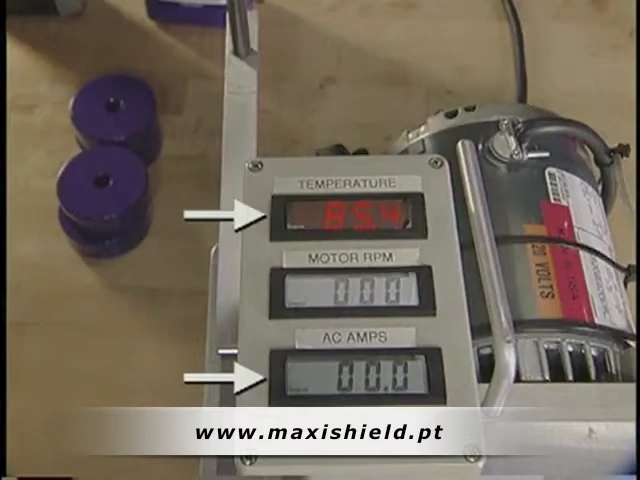 TEMPERATURE
85.4
MOTOR RPM
000
AC AMPS
00.0
20 VOLTS
www.maxishield.pt